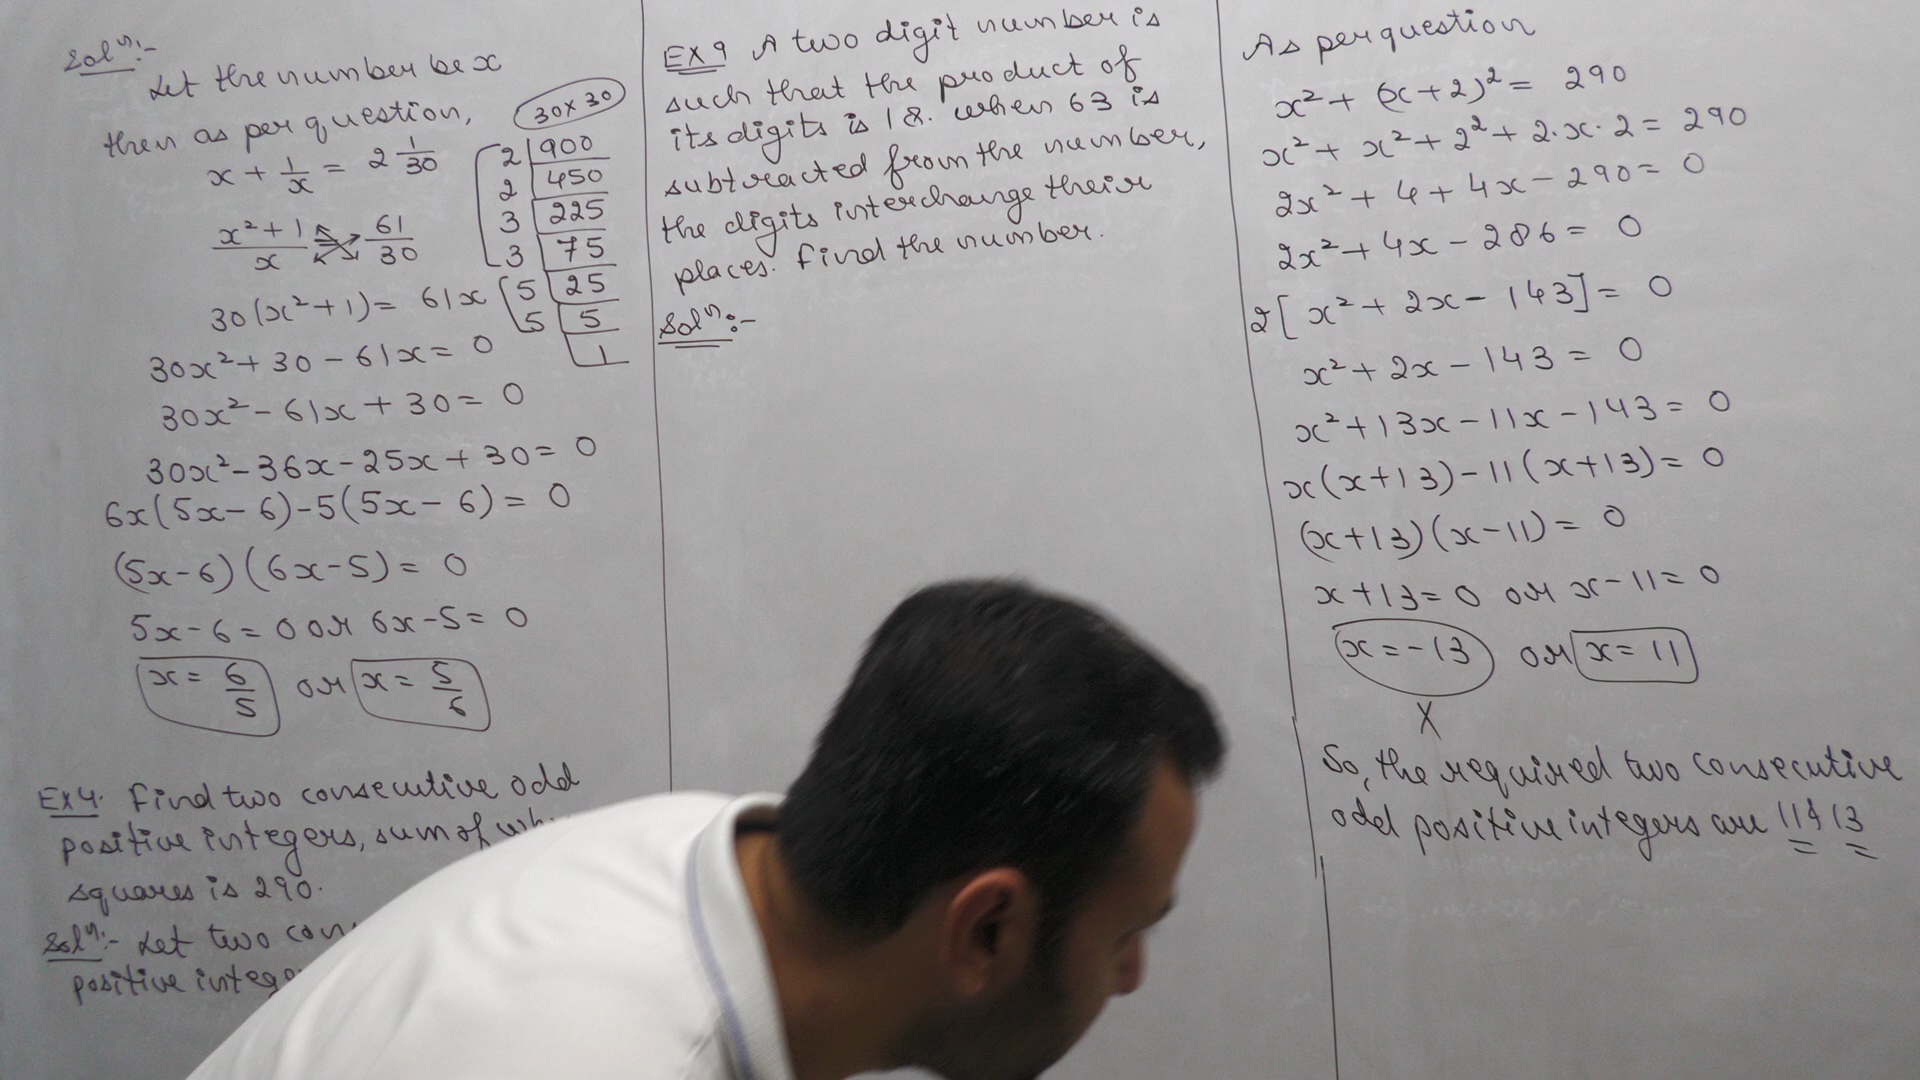 Solⁿ:-
Let the number be x
then as per question,
x + 1/x = 2 1/30
x²+1/x = 61/30
30(x²+1) = 61x
30x²+30-61x=0
30x²-61x+30=0
30x²-36x-25x+30=0
6x(5x-6)-5(5x-6)=0
(5x-6)(6x-5)=0
5x-6=0 or 6x-5=0
x=6/5 or x=5/6
30×30
2 900
2 450
3 225
3 75
5 25
5 5
1
Ex4. Find two consecutive odd
positive integers, sum of
squares is 290.
Solⁿ:- Let two
positive
EX9 A two digit number is
such that the product of
its digits is 18. when 63 is
subtracted from the number,
the digits interchange their
places. Find the number.
Solⁿ:-
As per question
x²+(x+2)²= 290
x²+x²+2²+2·x·2=290
2x²+4+4x-290=0
2x²+4x-286=0
2[x²+2x-143]=0
x²+2x-143=0
x²+13x-11x-143=0
x(x+13)-11(x+13)=0
(x+13)(x-11)=0
x+13=0 or x-11=0
x=-13 or x=11
X
So, the required two consecutive
odd positive integers are 11 & 13